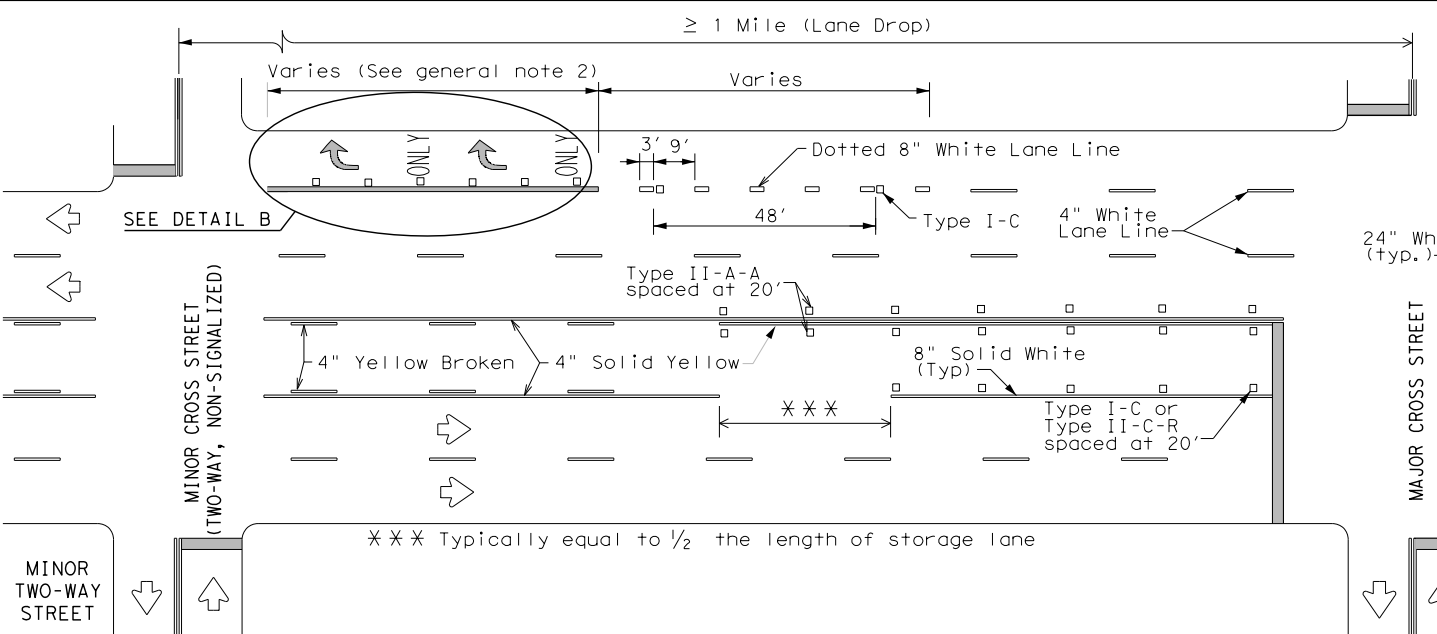 ≥ 1 Mile (Lane Drop)
Varies (See general note 2)
Varies
ONLY
ONLY
3' 9'
Dotted 8" White Lane Line
SEE DETAIL B
48'
Type I-C
4" White
Lane Line
24" Wh
(typ.)
Type II-A-A
spaced at 20'
MINOR CROSS STREET
(TWO-WAY, NON-SIGNALIZED)
4" Yellow Broken
4" Solid Yellow
8" Solid White
(Typ)
***
Type I-C or
Type II-C-R
spaced at 20'
MAJOR CROSS STREET
*** Typically equal to 1/2 the length of storage lane
MINOR
TWO-WAY
STREET